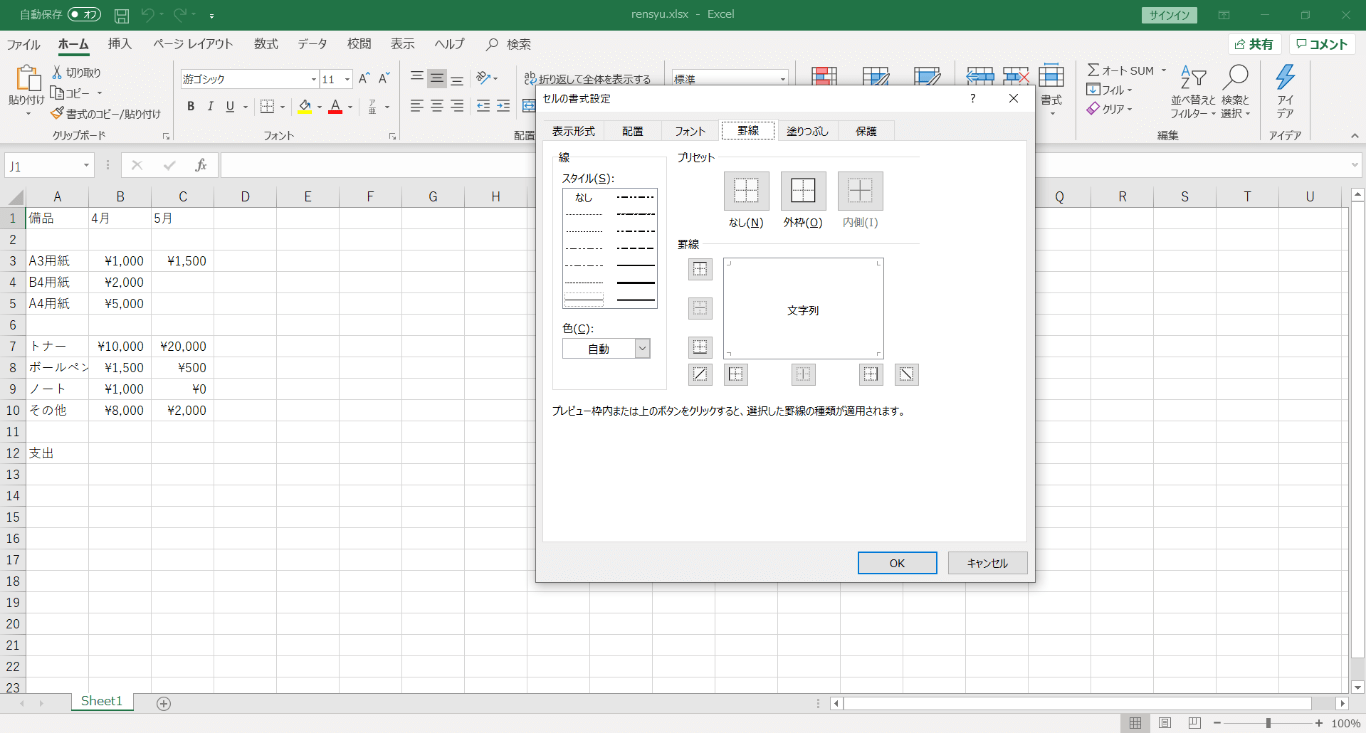 自動保存 オフ
rensyu.xlsx - Excel
サインイン
ファイル ホーム 挿入 ページ レイアウト 数式 データ 校閲 表示 ヘルプ 検索
共有 コメント
貼り付け
切り取り
コピー
書式のコピー/貼り付け
クリップボード
游ゴシック 11
B I U A
フォント
折り返して全体を表示する
配置
標準
書式
オート SUM
フィル
クリア
並べ替えと
フィルター
検索と
選択
編集
アイ
デア
アイデア
J1 fx
A B C D E F G H Q R S T U
1 備品 4月 5月
2
3 A3用紙 ¥1,000 ¥1,500
4 B4用紙 ¥2,000
5 A4用紙 ¥5,000
6
7 トナー ¥10,000 ¥20,000
8 ボールペン ¥1,500 ¥500
9 ノート ¥1,000 ¥0
10 その他 ¥8,000 ¥2,000
11
12 支出
13
14
15
16
17
18
19
20
21
22
23
セルの書式設定 ?
表示形式 配置 フォント 罫線 塗りつぶし 保護
線
スタイル(S):
なし
色(C):
自動
プリセット
なし(N) 外枠(O) 内側(I)
罫線
文字列
プレビュー枠内または上のボタンをクリックすると、選択した罫線の種類が適用されます。
OK キャンセル
Sheet1
100%